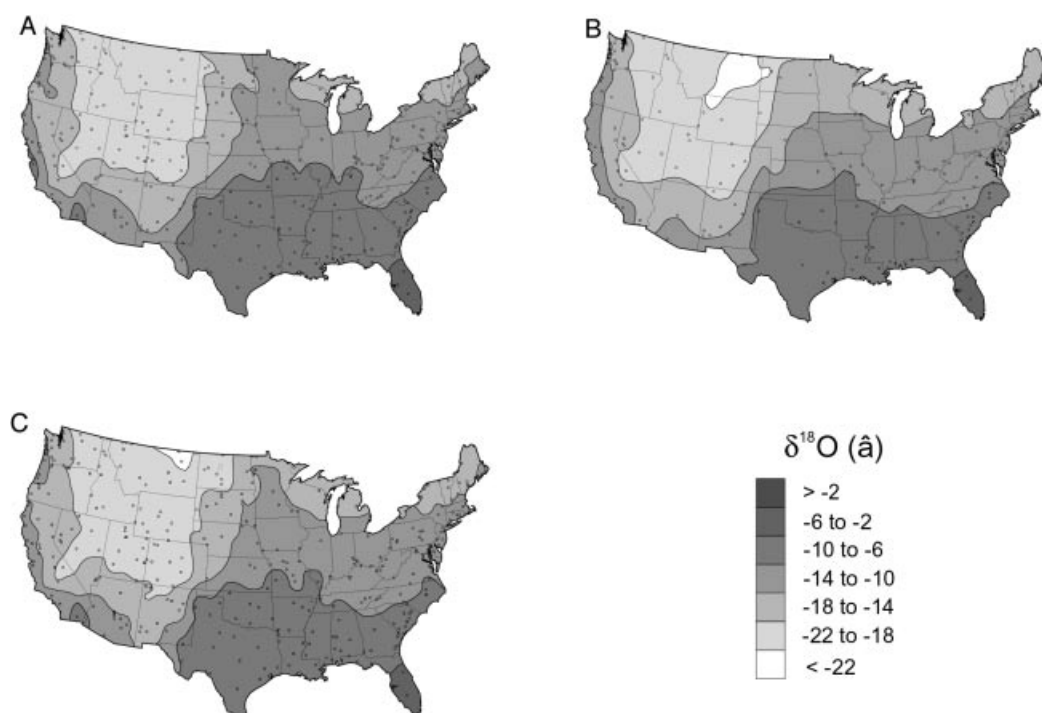 A
B
C
δ¹⁸O (â)
> -2
-6 to -2
-10 to -6
-14 to -10
-18 to -14
-22 to -18
< -22